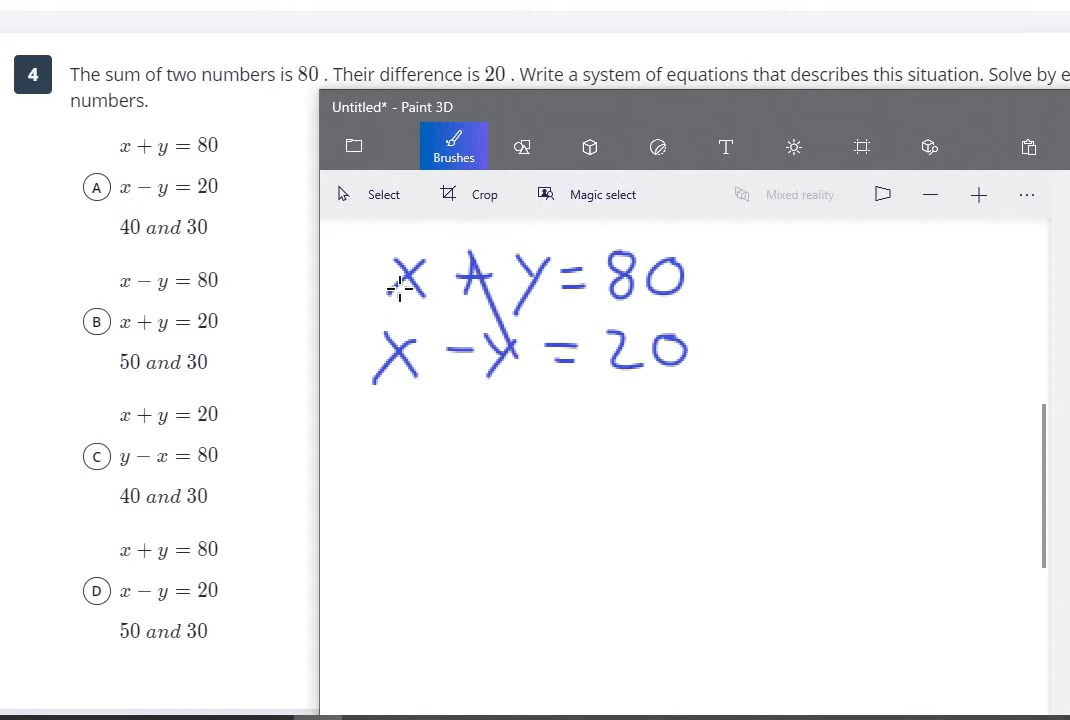 4 The sum of two numbers is 80 . Their difference is 20 . Write a system of equations that describes this situation. Solve by e
numbers.
x + y = 80
A x − y = 20
40 and 30
x − y = 80
B x + y = 20
50 and 30
x + y = 20
C y − x = 80
40 and 30
x + y = 80
D x − y = 20
50 and 30
Untitled* - Paint 3D
Brushes
Select Crop Magic select Mixed reality
x + y = 80
x - y = 20